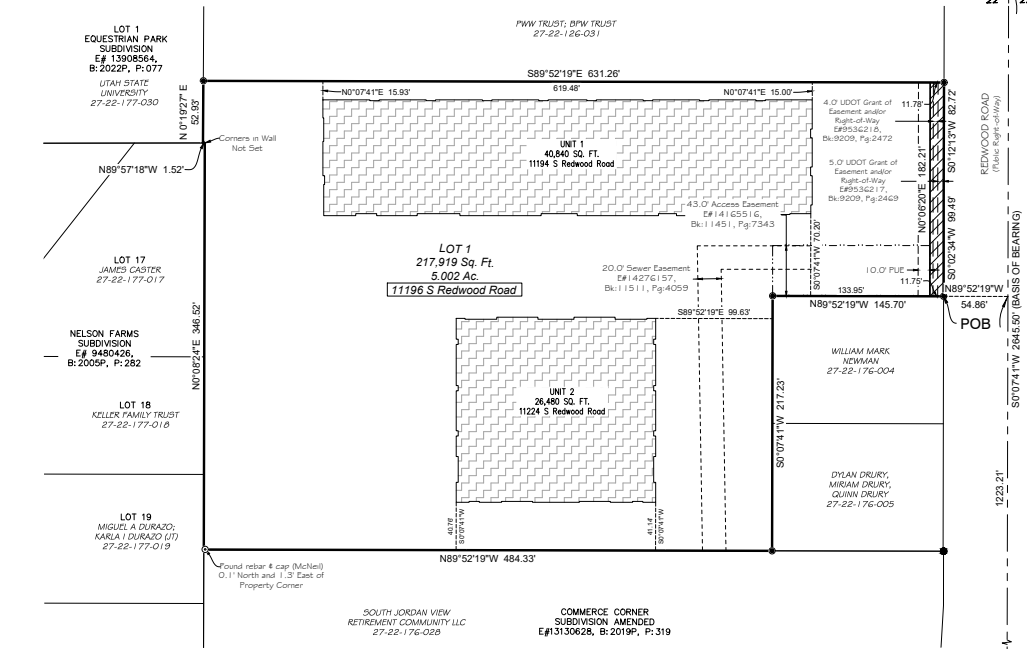 22
PWW TRUST; BPW TRUST
27-22-126-031
LOT 1
EQUESTRIAN PARK
SUBDIVISION
E# 13908564,
B:2022P, P:077
UTAH STATE
UNIVERSITY
27-22-177-030
N 0°19'27" E
52.93'
S89°52'19"E 631.26'
619.48'
N0°07'41"E 15.93'
N0°07'41"E 15.00'
Corners in Wall
Not Set
N89°57'18"W 1.52'
UNIT 1
40,840 SQ. FT.
11194 S Redwood Road
4.0' UDOT Grant of
Easement and/or
Right-of-Way
E#9536218,
Bk:9209, Pg:2472
11.78'
5.0' UDOT Grant of
Easement and/or
Right-of-Way
E#9536217,
Bk:9209, Pg:2469
N0°06'20"E 182.21'
S0°12'13"W 82.72'
S0°02'34"W 99.49'
REDWOOD ROAD
(Public Right-of-Way)
43.0' Access Easement
E#14165516,
Bk:11451, Pg:7343
S0°07'41"W 70.20'
LOT 1
217,919 Sq. Ft.
5.002 Ac.
11196 S Redwood Road
20.0' Sewer Easement
E#14276157,
Bk:11511, Pg:4059
10.0' PUE
11.75'
133.95'
N89°52'19"W 145.70'
N89°52'19"W
54.86'
POB
S0°07'41"W 2645.50' (BASIS OF BEARING)
1223.21'
LOT 17
JAMES CASTER
27-22-177-017
N0°08'24"E 346.52'
NELSON FARMS
SUBDIVISION
E# 9480426,
B:2005P, P:282
LOT 18
KELLER FAMILY TRUST
27-22-177-018
S89°52'19"E 99.63'
UNIT 2
26,480 SQ. FT.
11224 S Redwood Road
S0°07'41"W 217.23'
WILLIAM MARK
NEWMAN
27-22-176-004
DYLAN DRURY,
MIRIAM DRURY,
QUINN DRURY
27-22-176-005
LOT 19
MIGUEL A DURAZO;
KARLA I DURAZO (JT)
27-22-177-019
40.76'
S0°07'41"W
41.14'
S0°07'41"W
N89°52'19"W 484.33'
Found rebar & cap (McNeil)
0.1' North and 1.3' East of
Property Corner
SOUTH JORDAN VIEW
RETIREMENT COMMUNITY LLC
27-22-176-028
COMMERCE CORNER
SUBDIVISION AMENDED
E#13130628, B:2019P, P:319